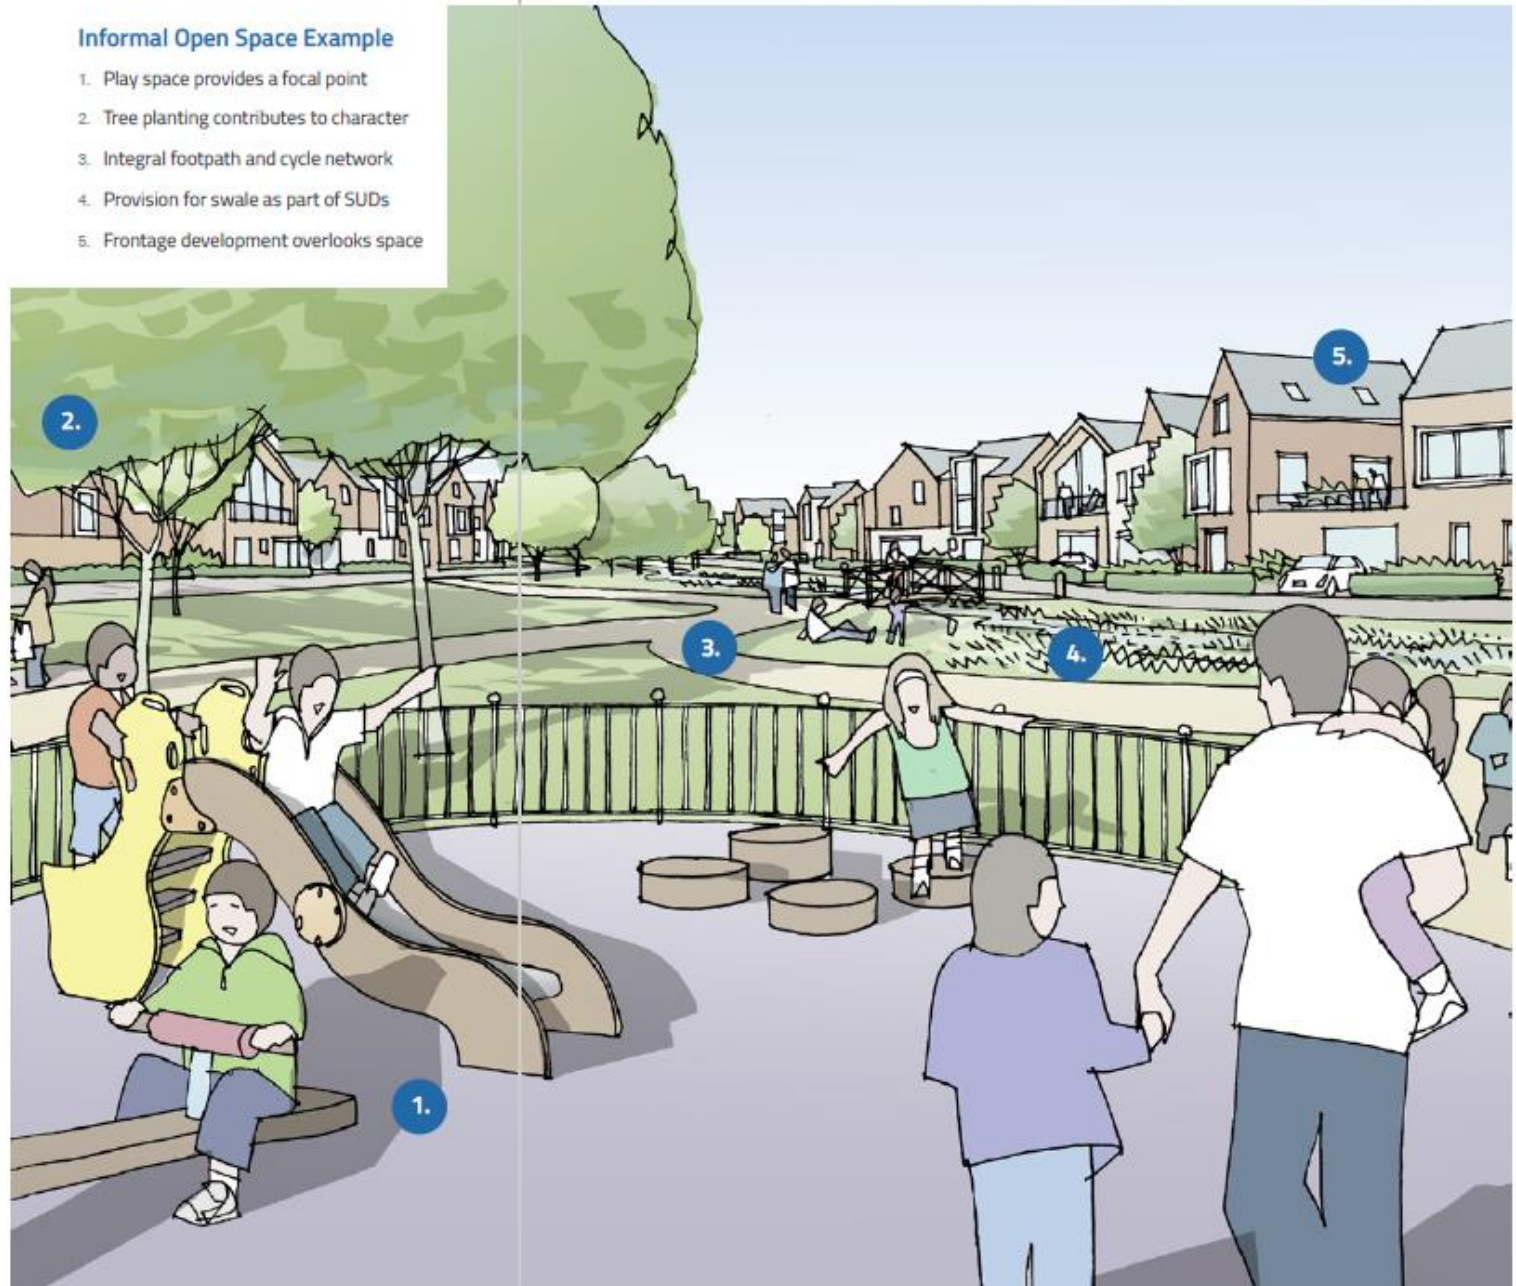 Informal Open Space Example
1. Play space provides a focal point
2. Tree planting contributes to character
3. Integral footpath and cycle network
4. Provision for swale as part of SUDs
5. Frontage development overlooks space
5.
2.
3.
4.
1.